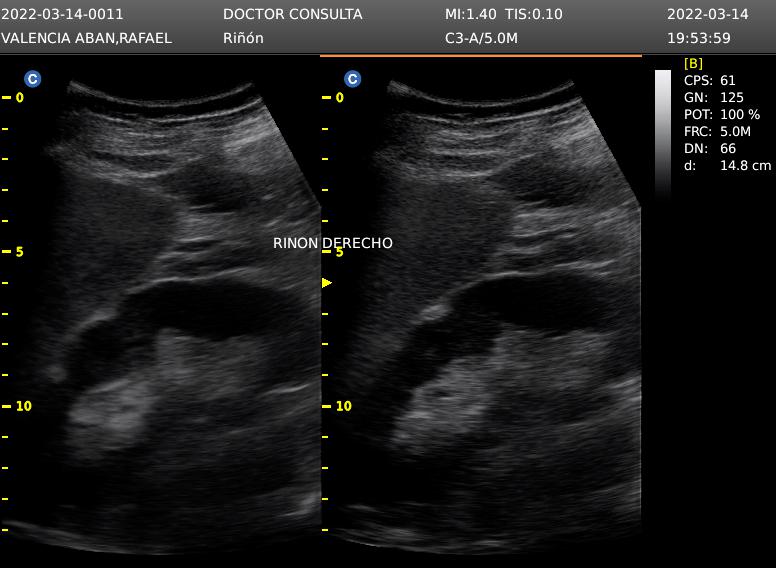 2022-03-14-0011 DOCTOR CONSULTA MI:1.40 TIS:0.10 2022-03-14
VALENCIA ABAN,RAFAEL Riñón C3-A/5.0M 19:53:59
[B]
C C
CPS: 61
0 0
GN: 125
POT: 100 %
FRC: 5.0M
DN: 66
d: 14.8 cm
RINON DERECHO
5 5
10 10